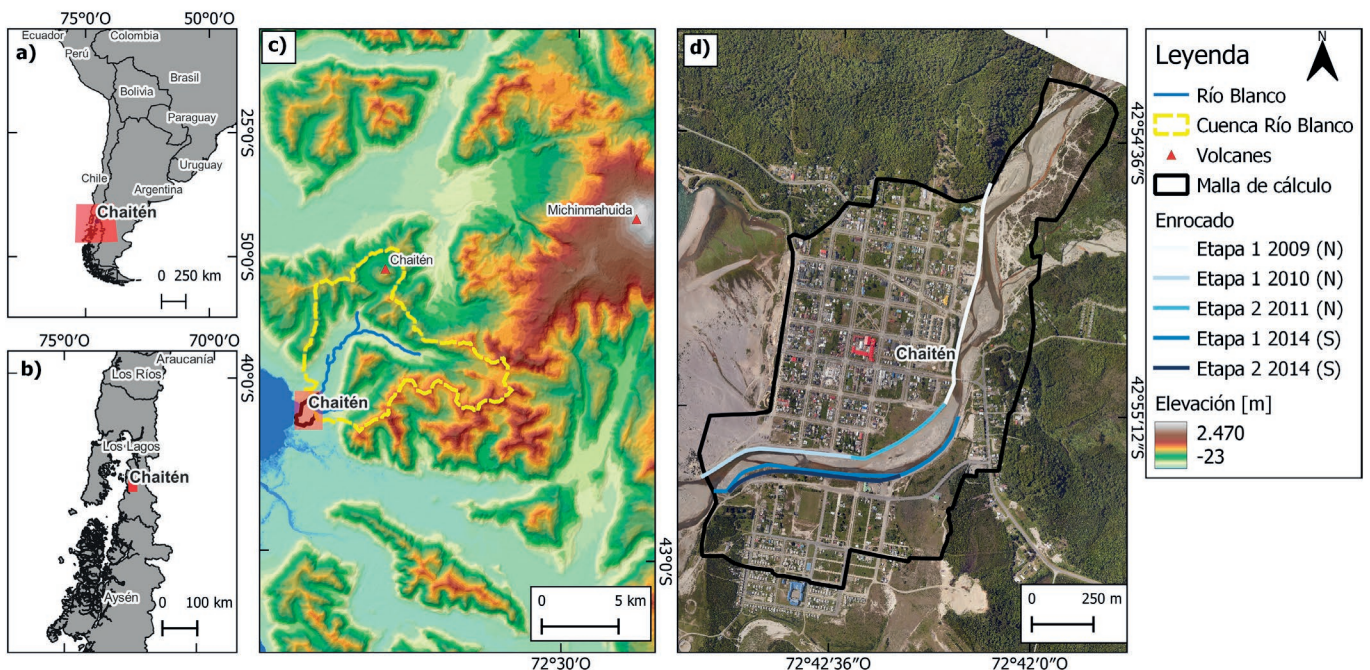 a)
75°0'O
50°0'O
Ecuador
Colombia
Perú
Brasil
Bolivia
Paraguay
Uruguay
Chile
Argentina
Chaitén
25°0'S
50°0'S
0 250 km
b)
75°0'O
70°0'O
Araucanía
Los Ríos
Los Lagos
Chaitén
Aysén
40°0'S
0 100 km
c)
Michinmahuida
Chaitén
Chaitén
0 5 km
43°0'S
72°30'O
d)
Chaitén
42°54'36"S
42°55'12"S
0 250 m
72°42'36"O
72°42'0"O
Leyenda
N
Río Blanco
Cuenca Río Blanco
Volcanes
Malla de cálculo
Enrocado
Etapa 1 2009 (N)
Etapa 1 2010 (N)
Etapa 2 2011 (N)
Etapa 1 2014 (S)
Etapa 2 2014 (S)
Elevación [m]
2.470
-23